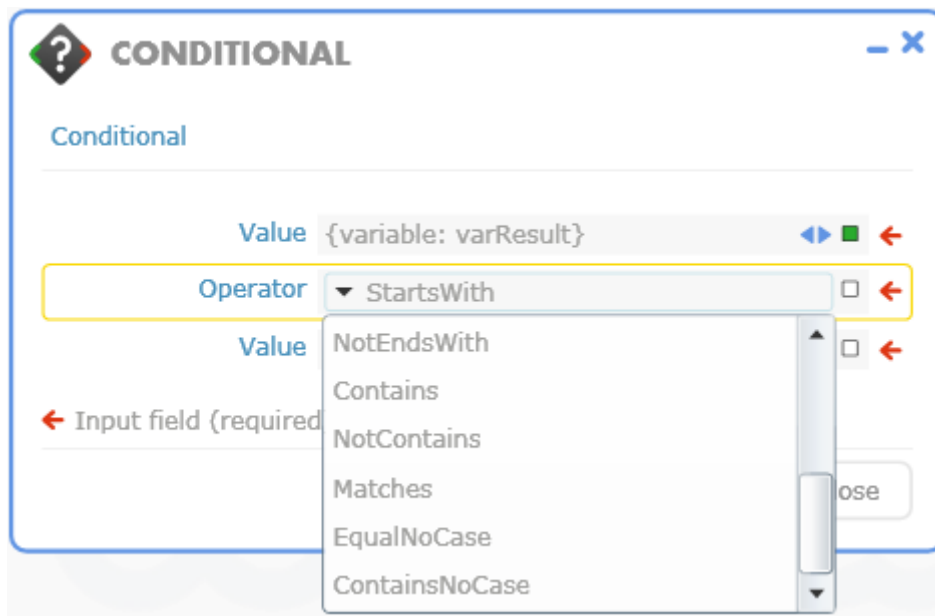 CONDITIONAL
Conditional
Value {variable: varResult}
Operator StartsWith
NotEndsWith
Value
Contains
Input field (required
NotContains
Matches
ose
EqualNoCase
ContainsNoCase